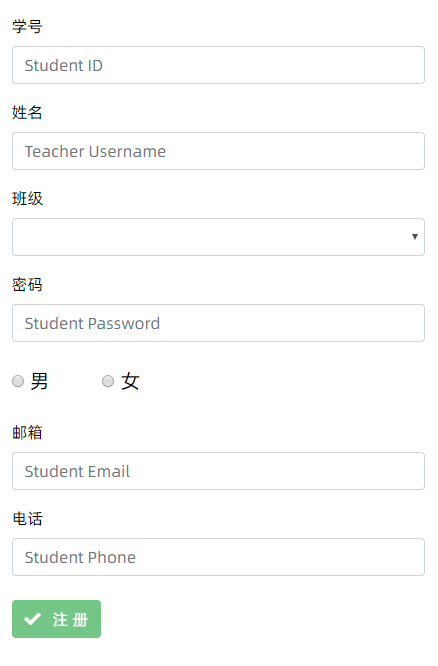 学号
Student ID
姓名
Teacher Username
班级
密码
Student Password
男 女
邮箱
Student Email
电话
Student Phone
注 册